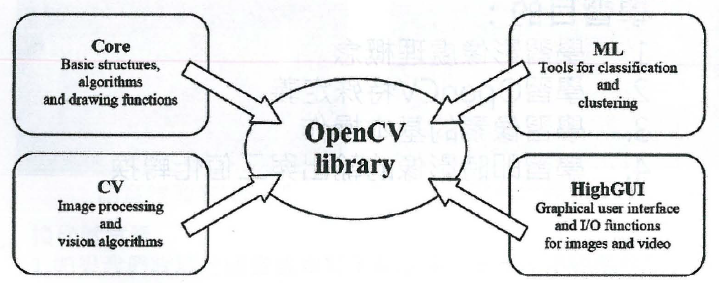 Core
Basic structures,
algorithms
and drawing functions
ML
Tools for classification
and
clustering
OpenCV
library
CV
Image processing
and
vision algorithms
HighGUI
Graphical user interface
and I/O functions
for images and video